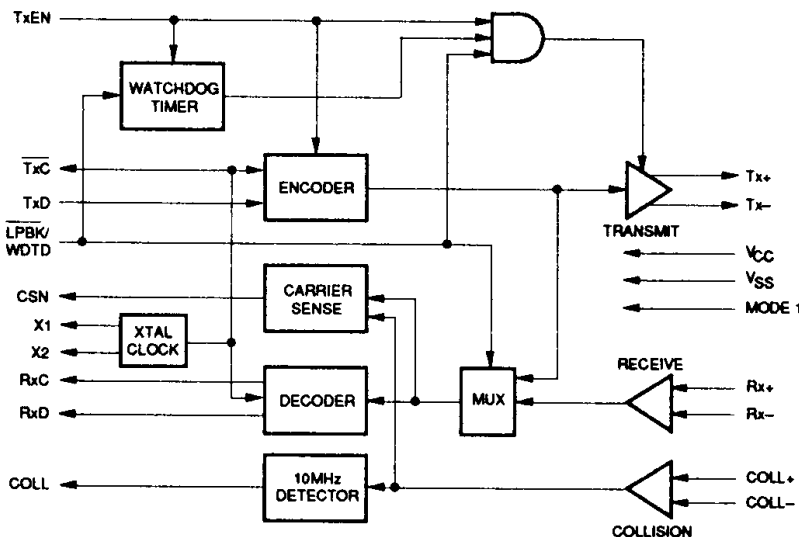 TxEN
WATCHDOG
TIMER
TxC
ENCODER
TxD
LPBK/
WDTD
Tx+
Tx–
TRANSMIT
VCC
VSS
MODE 1
CSN
CARRIER
SENSE
X1
X2
XTAL
CLOCK
RxC
RxD
DECODER
MUX
RECEIVE
Rx+
Rx–
COLL
10MHz
DETECTOR
COLL+
COLL–
COLLISION